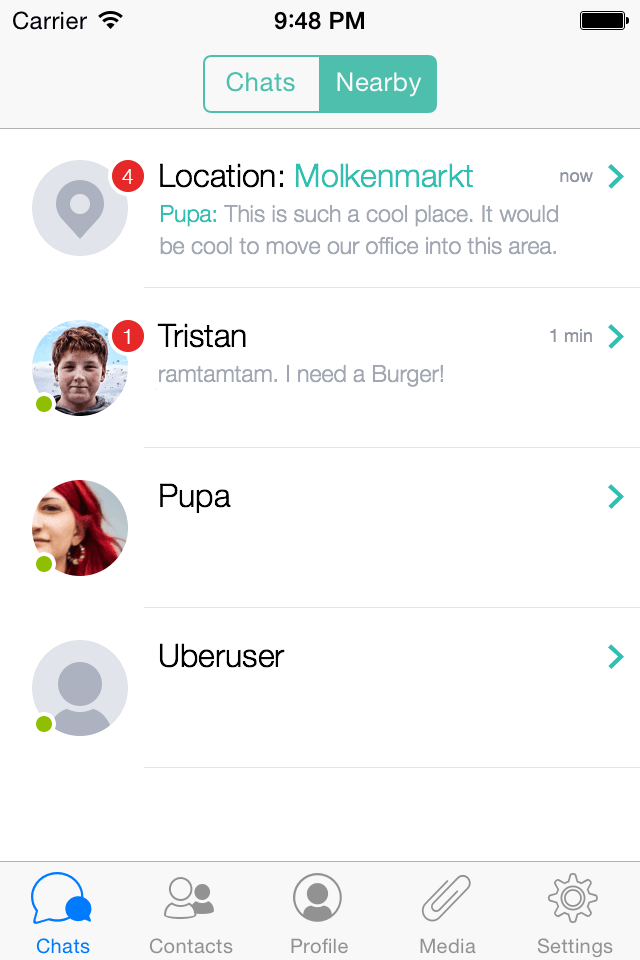 Carrier 9:48 PM
Chats Nearby
4 Location: Molkenmarkt now
Pupa: This is such a cool place. It would
be cool to move our office into this area.
1 Tristan 1 min
ramtamtam. I need a Burger!
Pupa
Uberuser
Chats Contacts Profile Media Settings